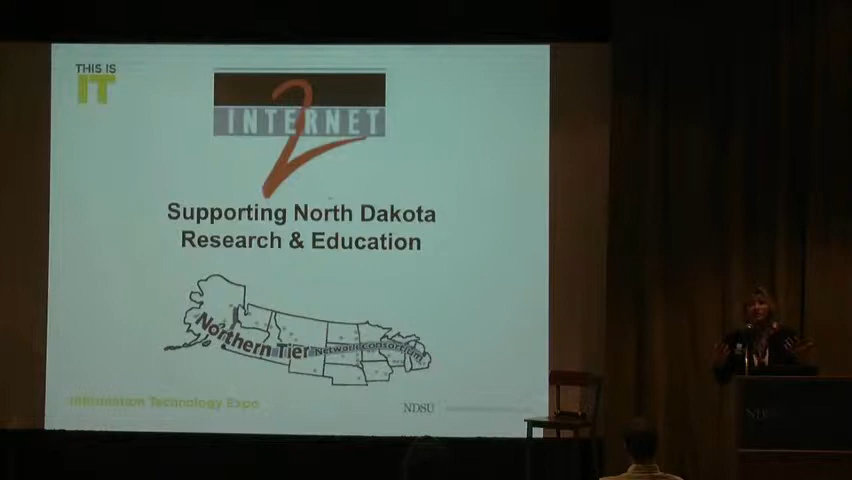 THIS IS
IT
2
INTERNET
Supporting North Dakota
Research & Education
Northern Tier Network Consortium
Information Technology Expo
NDSU